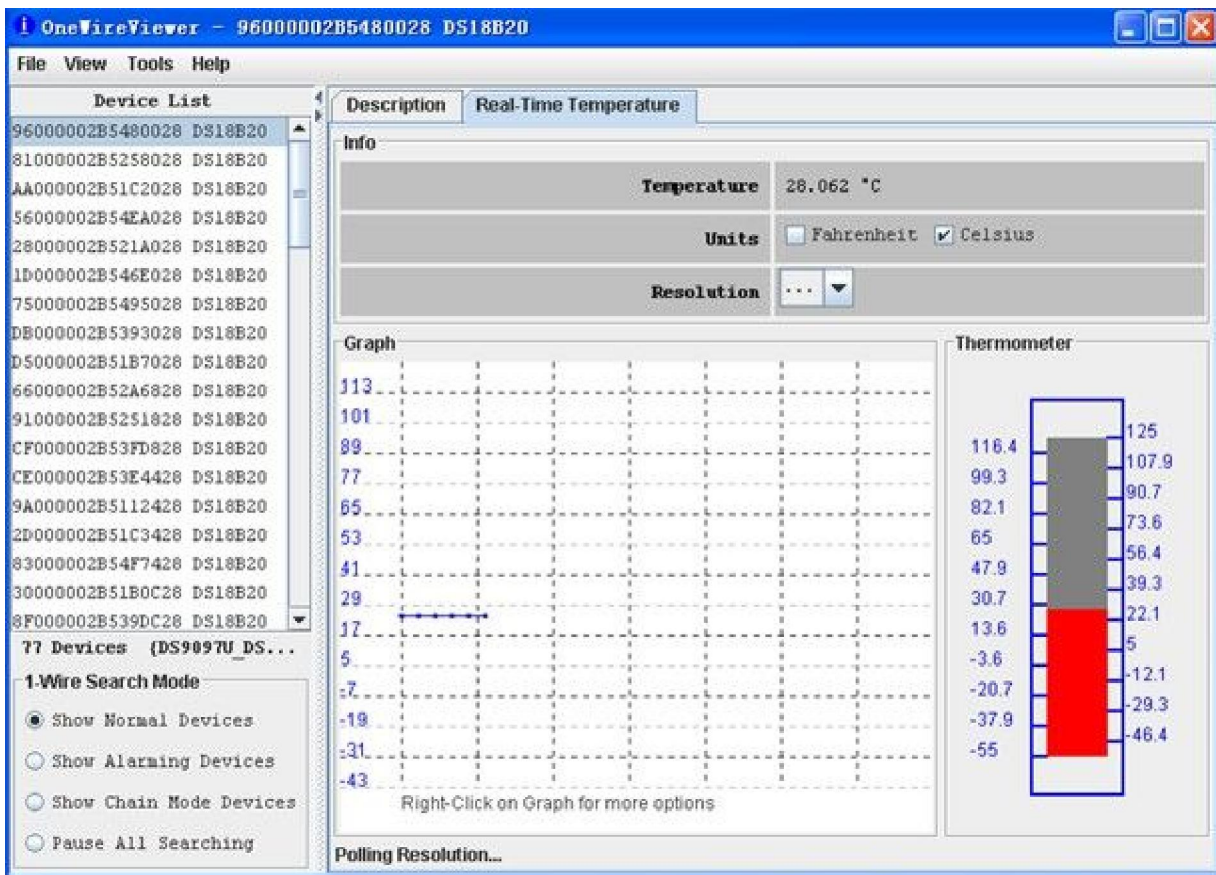 OneWireViewer - 96000002B5480028 DS18B20
File View Tools Help
Device List
96000002B5480028 DS18B20
81000002B5258028 DS18B20
AA000002B51C2028 DS18B20
56000002B54EA028 DS18B20
28000002B521A028 DS18B20
1D000002B546E028 DS18B20
75000002B5495028 DS18B20
DB000002B5393028 DS18B20
D5000002B51B7028 DS18B20
66000002B52A6828 DS18B20
91000002B5251828 DS18B20
CF000002B53FD828 DS18B20
CE000002B53E4428 DS18B20
9A000002B5112428 DS18B20
2D000002B51C3428 DS18B20
83000002B54F7428 DS18B20
30000002B51B0C28 DS18B20
8F000002B539DC28 DS18B20
77 Devices (DS9097U_DS...
1-Wire Search Mode
Show Normal Devices
Show Alarming Devices
Show Chain Mode Devices
Pause All Searching
Description Real-Time Temperature
Info
Temperature 28.062 °C
Units Fahrenheit Celsius
Resolution ...
Graph
113
101
89
77
65
53
41
29
17
5
-7
-19
-31
-43
Right-Click on Graph for more options
Thermometer
125
116.4
107.9
99.3
90.7
82.1
73.6
65
56.4
47.9
39.3
30.7
22.1
13.6
5
-3.6
-12.1
-20.7
-29.3
-37.9
-46.4
-55
Polling Resolution...